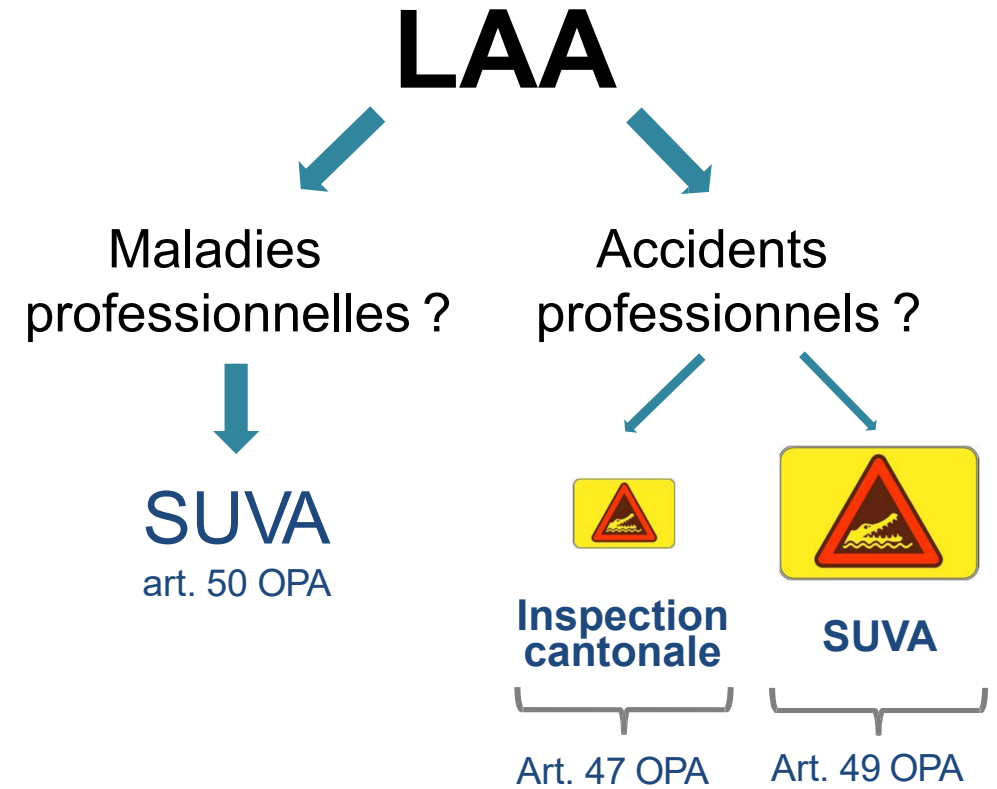 LAA
Maladies
professionnelles ?
SUVA
art. 50 OPA
Accidents
professionnels ?
Inspection
cantonale
Art. 47 OPA
SUVA
Art. 49 OPA